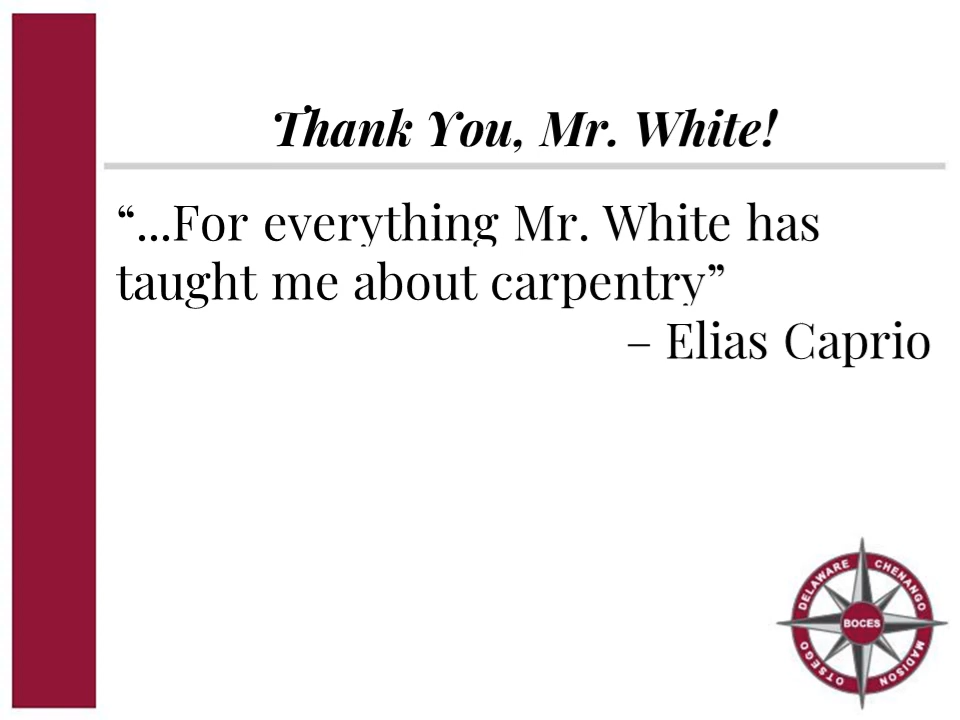 Thank You, Mr. White!
“...For everything Mr. White has
taught me about carpentry”
– Elias Caprio
DELAWARE
CHENANGO
BOCES
OTSEGO
MADISON